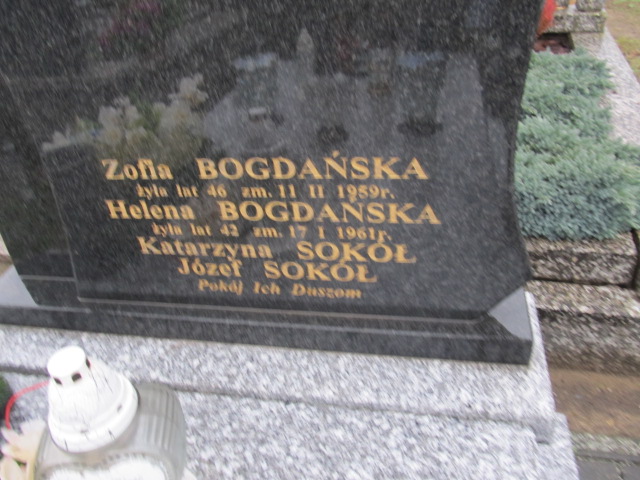 Zofia BOGDAŃSKA
żyła lat 46 zm. 11 II 1959r.
Helena BOGDAŃSKA
żyła lat 42 zm. 17 I 1961r.
Katarzyna SOKÓŁ
Józef SOKÓŁ
Pokój Ich Duszom